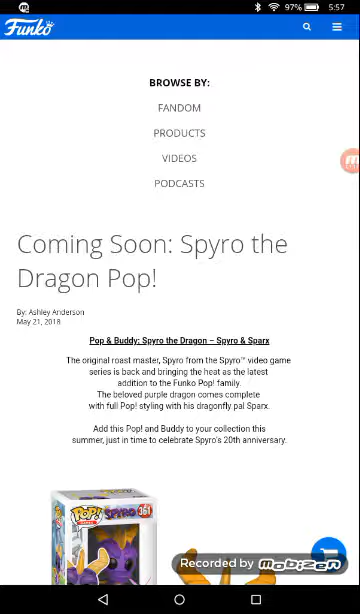 97% 5:57
Funko
BROWSE BY:
FANDOM
PRODUCTS
VIDEOS
PODCASTS
Coming Soon: Spyro the
Dragon Pop!
By: Ashley Anderson
May 21, 2018
Pop & Buddy: Spyro the Dragon – Spyro & Sparx
The original roast master, Spyro from the Spyro™ video game
series is back and bringing the heat as the latest
addition to the Funko Pop! family.
The beloved purple dragon comes complete
with full Pop! styling with his dragonfly pal Sparx.
Add this Pop! and Buddy to your collection this
summer, just in time to celebrate Spyro's 20th anniversary.
POP!
SPYRO
361
Recorded by mobizen